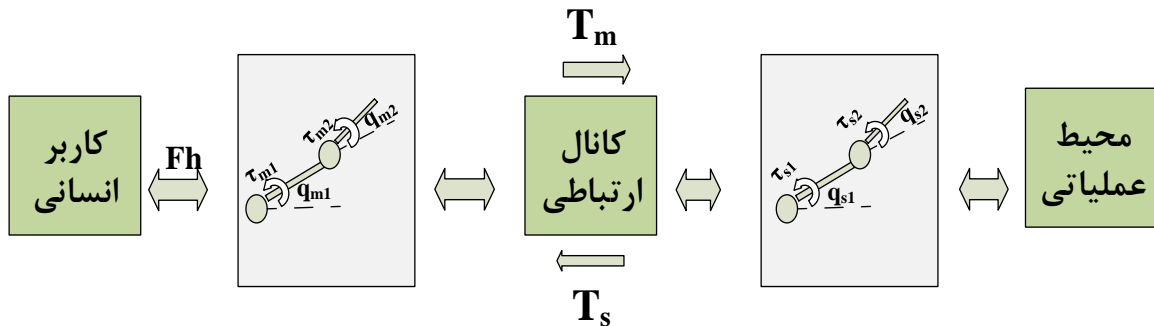 T_m
کاربر
انسانی
Fh
τ_m1
q_m1
τ_m2
q_m2
کانال
ارتباطی
τ_s1
q_s1
τ_s2
q_s2
محیط
عملیاتی
T_s